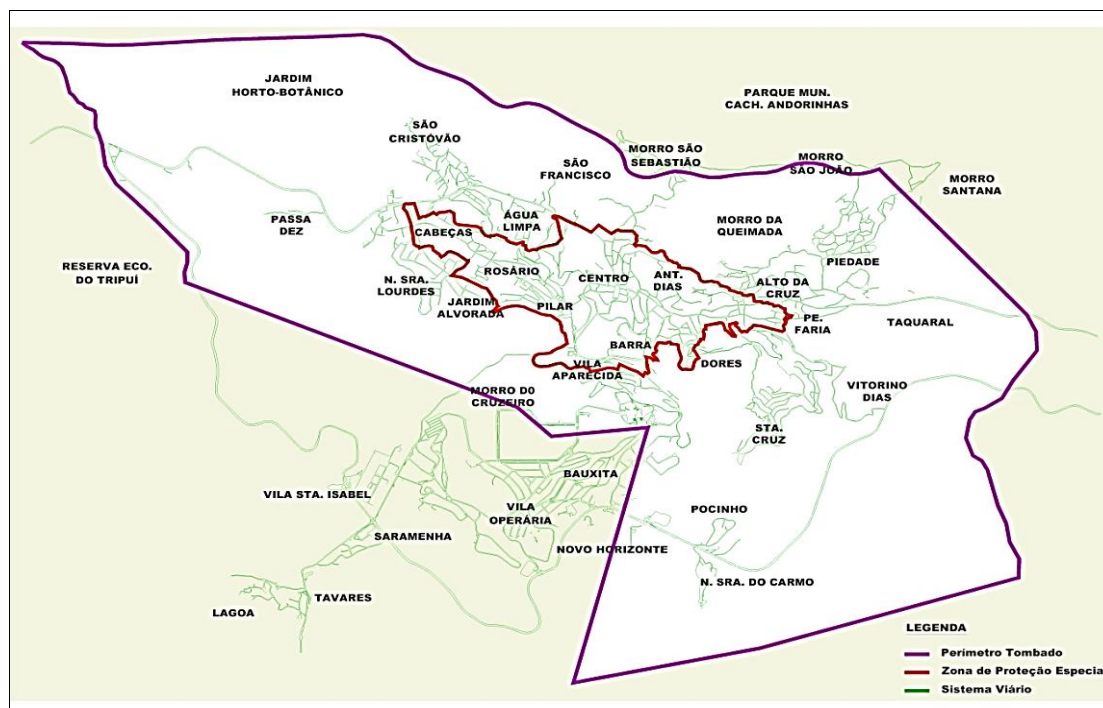 JARDIM
HORTO-BOTÂNICO
PARQUE MUN.
CACH. ANDORINHAS
SÃO
CRISTÓVÃO
MORRO SÃO
SEBASTIÃO
SÃO
FRANCISCO
MORRO
SÃO JOÃO
MORRO
SANTANA
PASSA
DEZ
CABEÇAS
ÁGUA
LIMPA
MORRO DA
QUEIMADA
RESERVA ECO.
DO TRIPUÍ
N. SRA.
LOURDES
ROSÁRIO
CENTRO
ANT.
DIAS
PIEDADE
ALTO DA
CRUZ
JARDIM
ALVORADA
PILAR
PE.
FARIA
TAQUARAL
BARRA
VILA
APARECIDA
DORES
MORRO D0
CRUZEIRO
VITORINO
DIAS
STA.
CRUZ
BAUXITA
VILA STA. ISABEL
VILA
OPERÁRIA
POCINHO
SARAMENHA
NOVO HORIZONTE
N. SRA. DO CARMO
TAVARES
LAGOA
LEGENDA
Perímetro Tombado
Zona de Proteção Especia
Sistema Viário